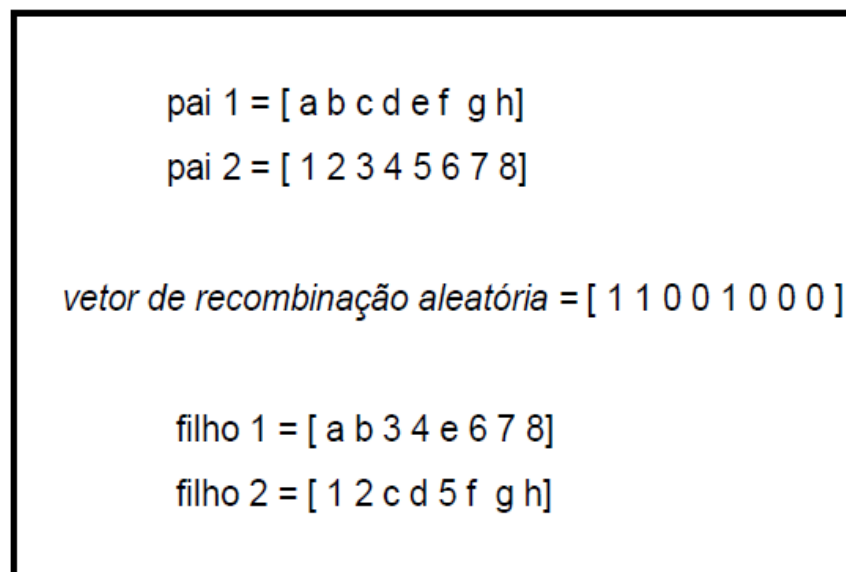 pai 1 = [ a b c d e f g h]
pai 2 = [ 1 2 3 4 5 6 7 8]
vetor de recombinação aleatória = [ 1 1 0 0 1 0 0 0 ]
filho 1 = [ a b 3 4 e 6 7 8]
filho 2 = [ 1 2 c d 5 f g h]